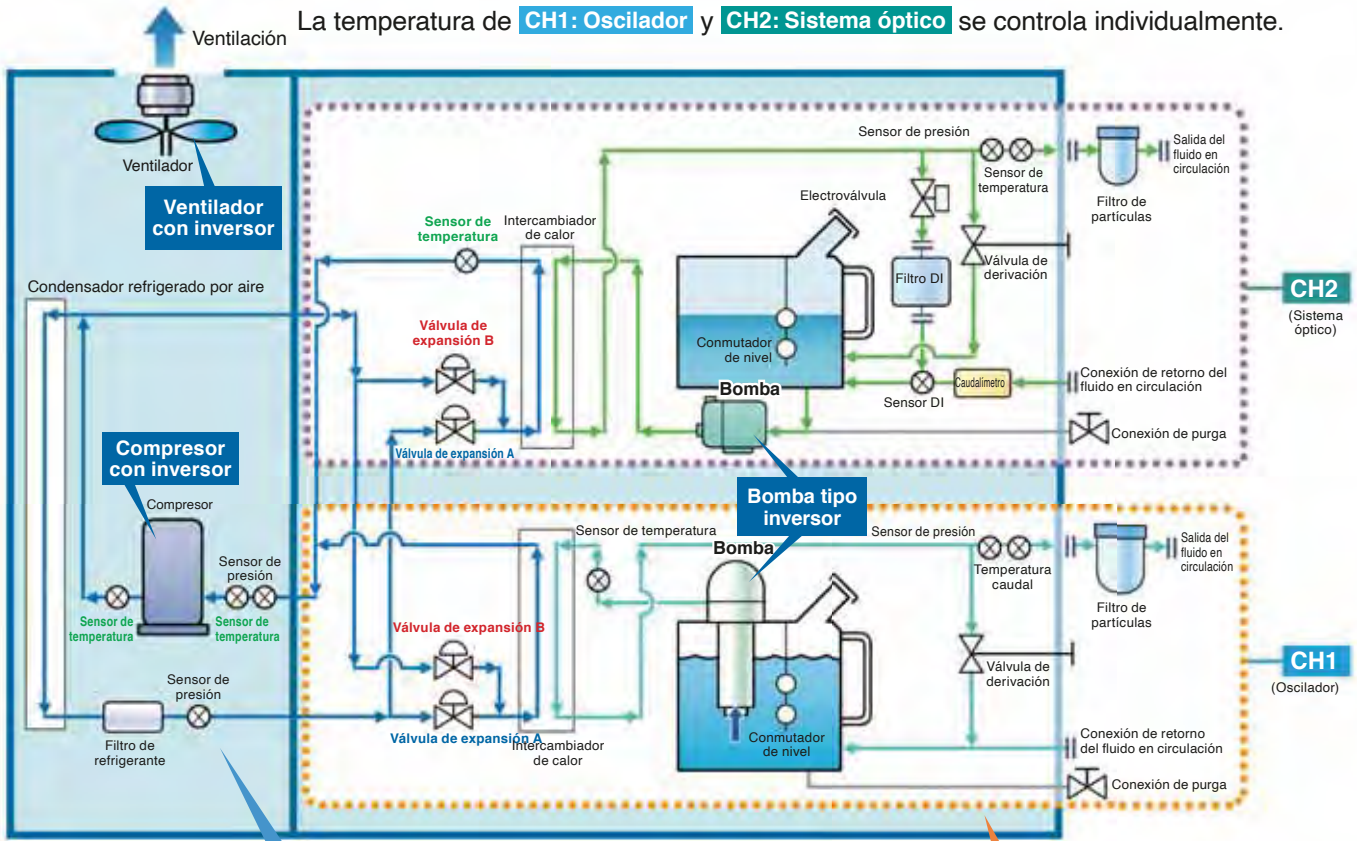 La temperatura de CH1: Oscilador y CH2: Sistema óptico se controla individualmente.
Ventilación
Ventilador
Ventilador
con inversor
Condensador refrigerado por aire
Compresor
con inversor
Compresor
Sensor de
presión
Sensor de
temperatura
Sensor de
temperatura
Sensor de
presión
Filtro de
refrigerante
Sensor de
temperatura
Intercambiador
de calor
Válvula de
expansión B
Válvula de expansión A
Electroválvula
Conmutador
de nivel
Bomba
Sensor de presión
Sensor de
temperatura
Filtro DI
Válvula de
derivación
Sensor DI
Caudalímetro
Filtro de
partículas
Salida del
fluido en
circulación
Conexión de retorno del
fluido en circulación
Conexión de purga
CH2
(Sistema
óptico)
Bomba tipo
inversor
Sensor de temperatura
Bomba
Sensor de presión
Temperatura
caudal
Filtro de
partículas
Salida del
fluido en
circulación
Válvula de expansión B
Válvula de expansión A
Intercambiador
de calor
Conmutador
de nivel
Válvula de
derivación
Conexión de retorno
del fluido en circulación
Conexión de purga
CH1
(Oscilador)